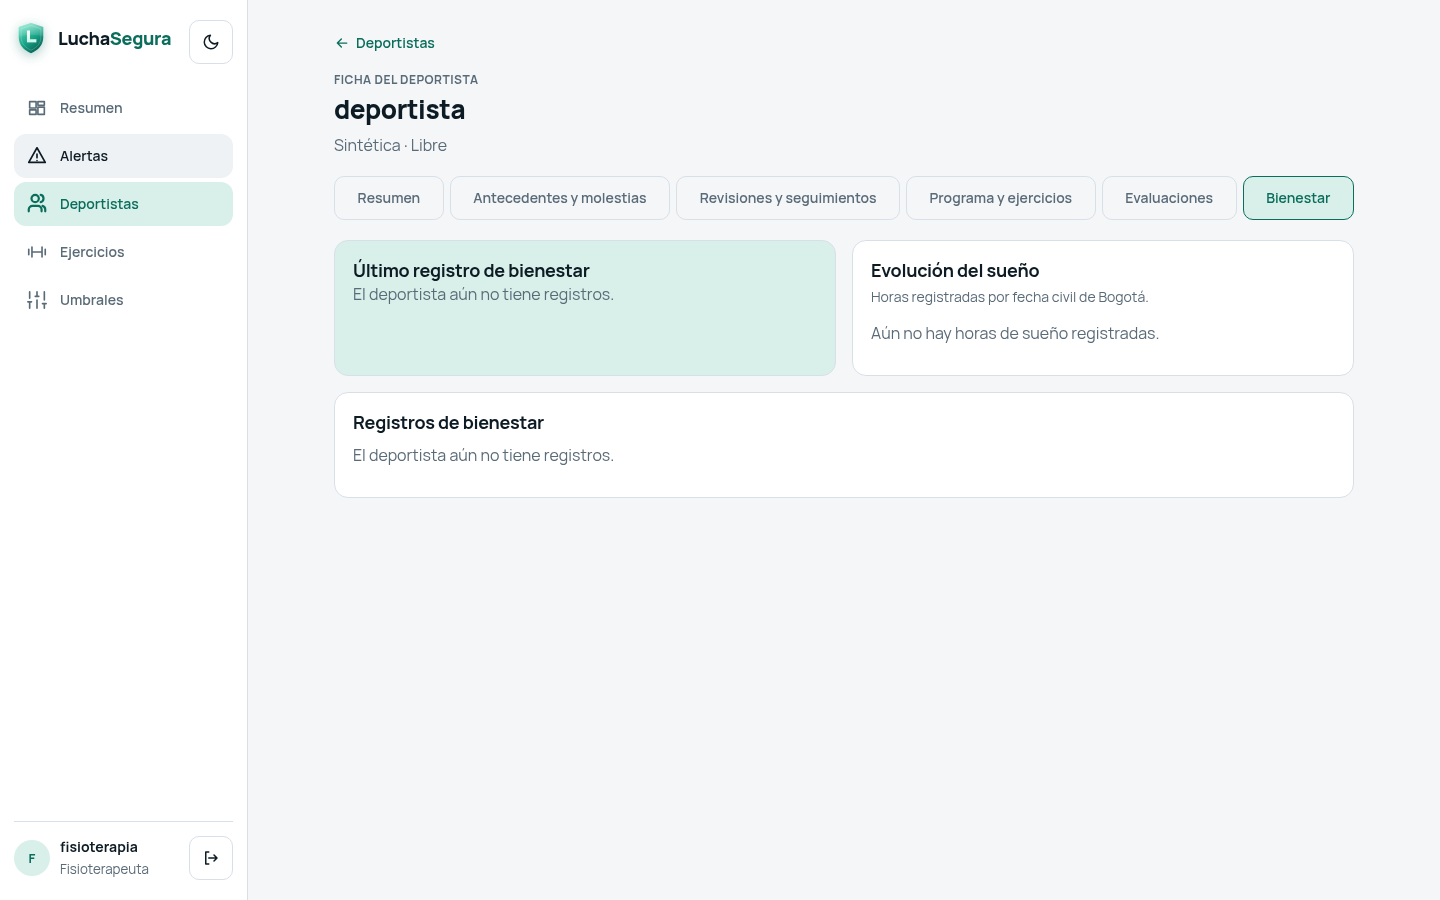 LuchaSegura
Resumen
Alertas
Deportistas
Ejercicios
Umbrales
F
fisioterapia
Fisioterapeuta
← Deportistas
FICHA DEL DEPORTISTA
deportista
Sintética · Libre
Resumen
Antecedentes y molestias
Revisiones y seguimientos
Programa y ejercicios
Evaluaciones
Bienestar
Último registro de bienestar
El deportista aún no tiene registros.
Evolución del sueño
Horas registradas por fecha civil de Bogotá.
Aún no hay horas de sueño registradas.
Registros de bienestar
El deportista aún no tiene registros.